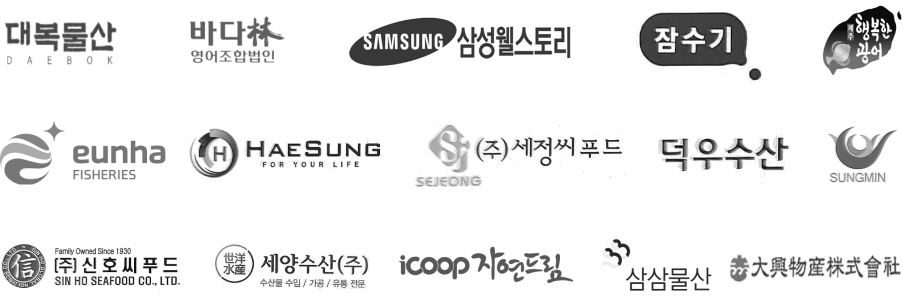 대복물산
DAEBOK
바다林
영어조합법인
SAMSUNG 삼성웰스토리
잠수기
제주 행복한
광어
eunha
FISHERIES
H HAESUNG
FOR YOUR LIFE
SJ (주)세정씨푸드
SEJEONG
덕우수산
SUNGMIN
Family Owned Since 1930
信 (주)신호씨푸드
SIN HO SEAFOOD CO., LTD.
世洋
水産
세양수산(주)
수산물 수입 / 가공 / 유통 전문
icoop 자연드림
33
삼삼물산
大興物産株式會社